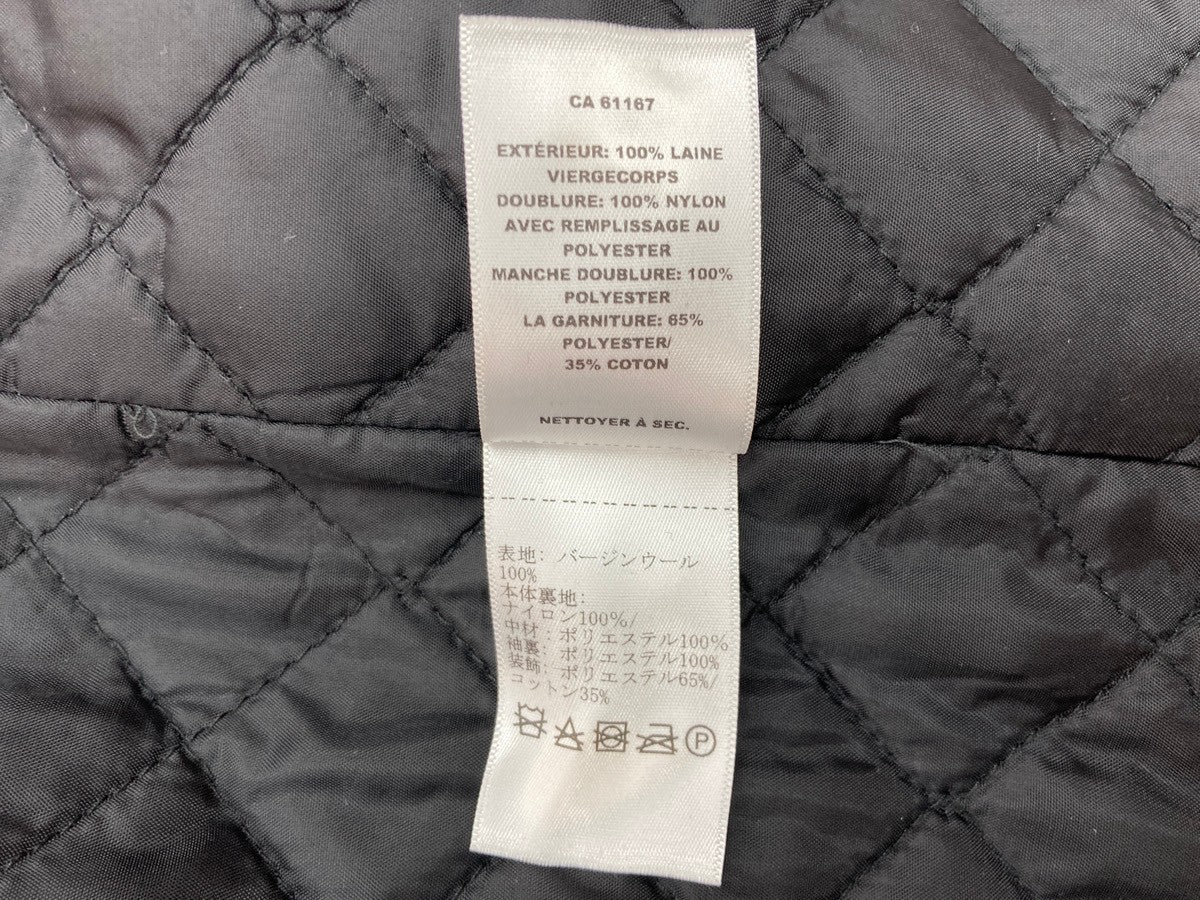 CA 61167
EXTÉRIEUR: 100% LAINE
VIERGECORPS
DOUBLURE: 100% NYLON
AVEC REMPLISSAGE AU
POLYESTER
MANCHE DOUBLURE: 100%
POLYESTER
LA GARNITURE: 65%
POLYESTER/
35% COTON
NETTOYER À SEC.
表地: バージンウール
100%
本体裏地:
ナイロン100%/
中材:ポリエステル100%
袖裏:ポリエステル100%
装飾:ポリエステル65%/
コットン35%
P